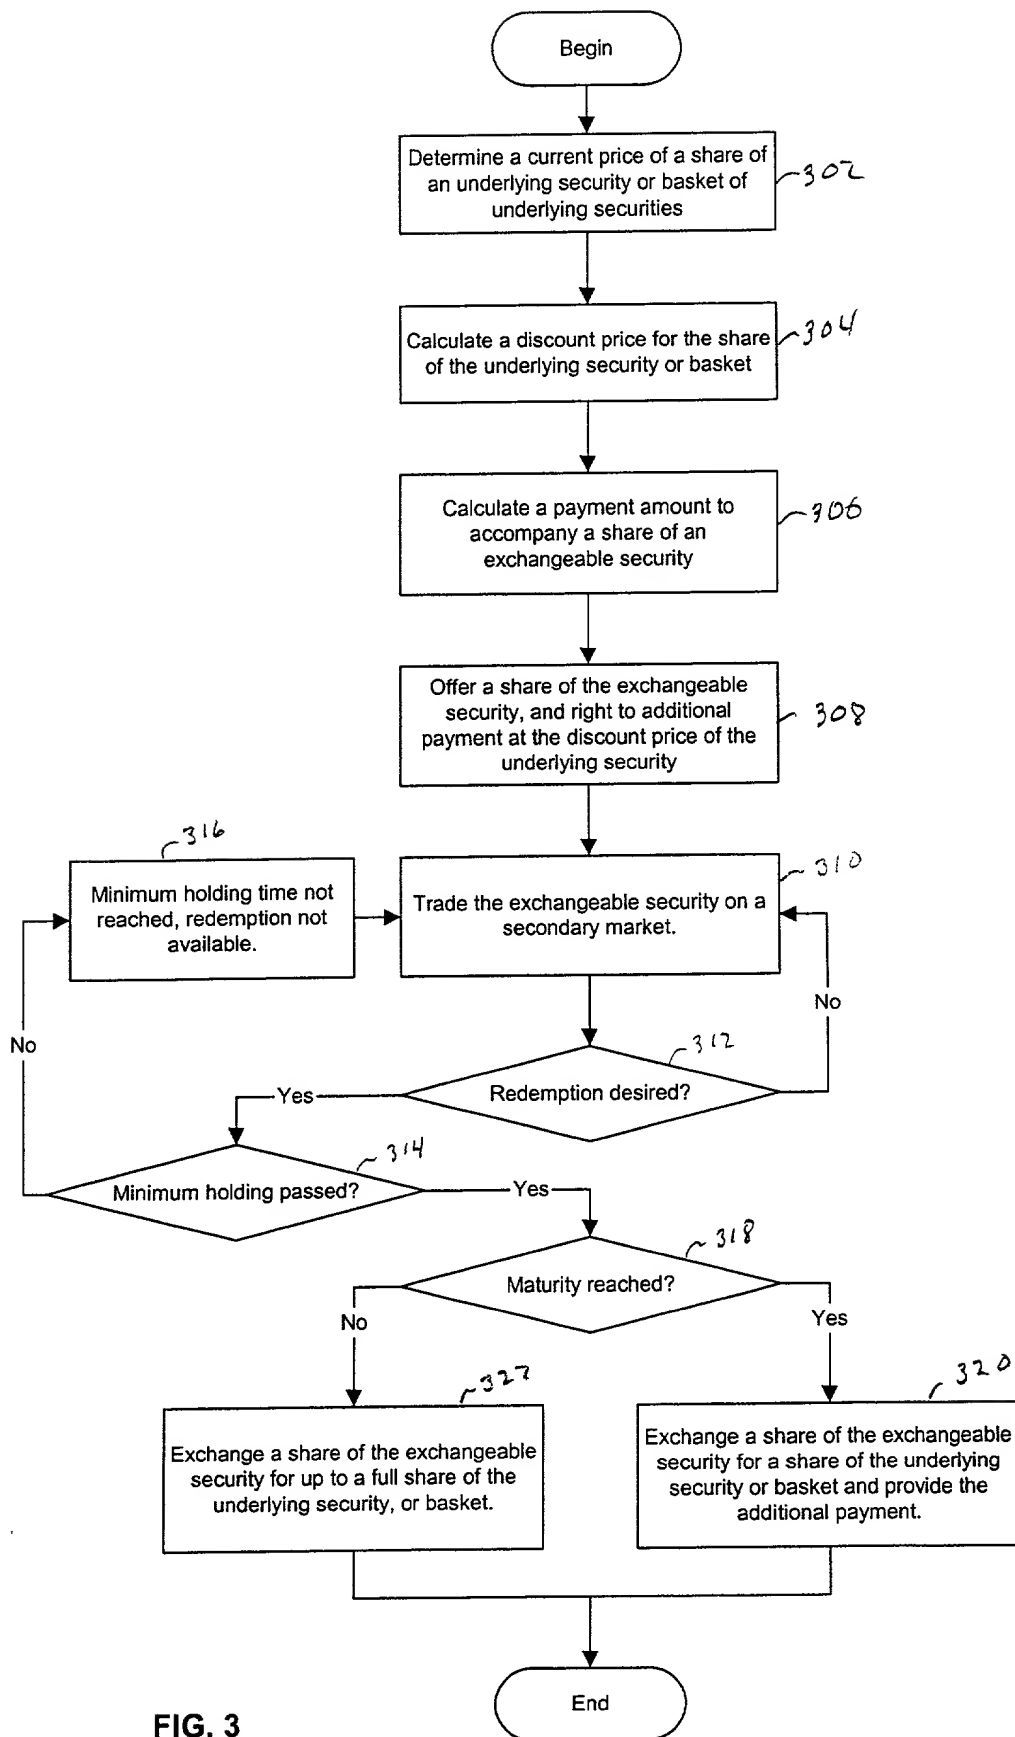 Begin
Determine a current price of a share of
an underlying security or basket of
underlying securities
302
Calculate a discount price for the share
of the underlying security or basket
304
Calculate a payment amount to
accompany a share of an
exchangeable security
306
Offer a share of the exchangeable
security, and right to additional
payment at the discount price of the
underlying security
308
316
Minimum holding time not
reached, redemption not
available.
Trade the exchangeable security on a
secondary market.
310
No
No
312
Redemption desired?
Yes
314
Minimum holding passed?
Yes
318
Maturity reached?
No
Yes
322
Exchange a share of the exchangeable
security for up to a full share of the
underlying security, or basket.
320
Exchange a share of the exchangeable
security for a share of the underlying
security or basket and provide the
additional payment.
End
FIG. 3